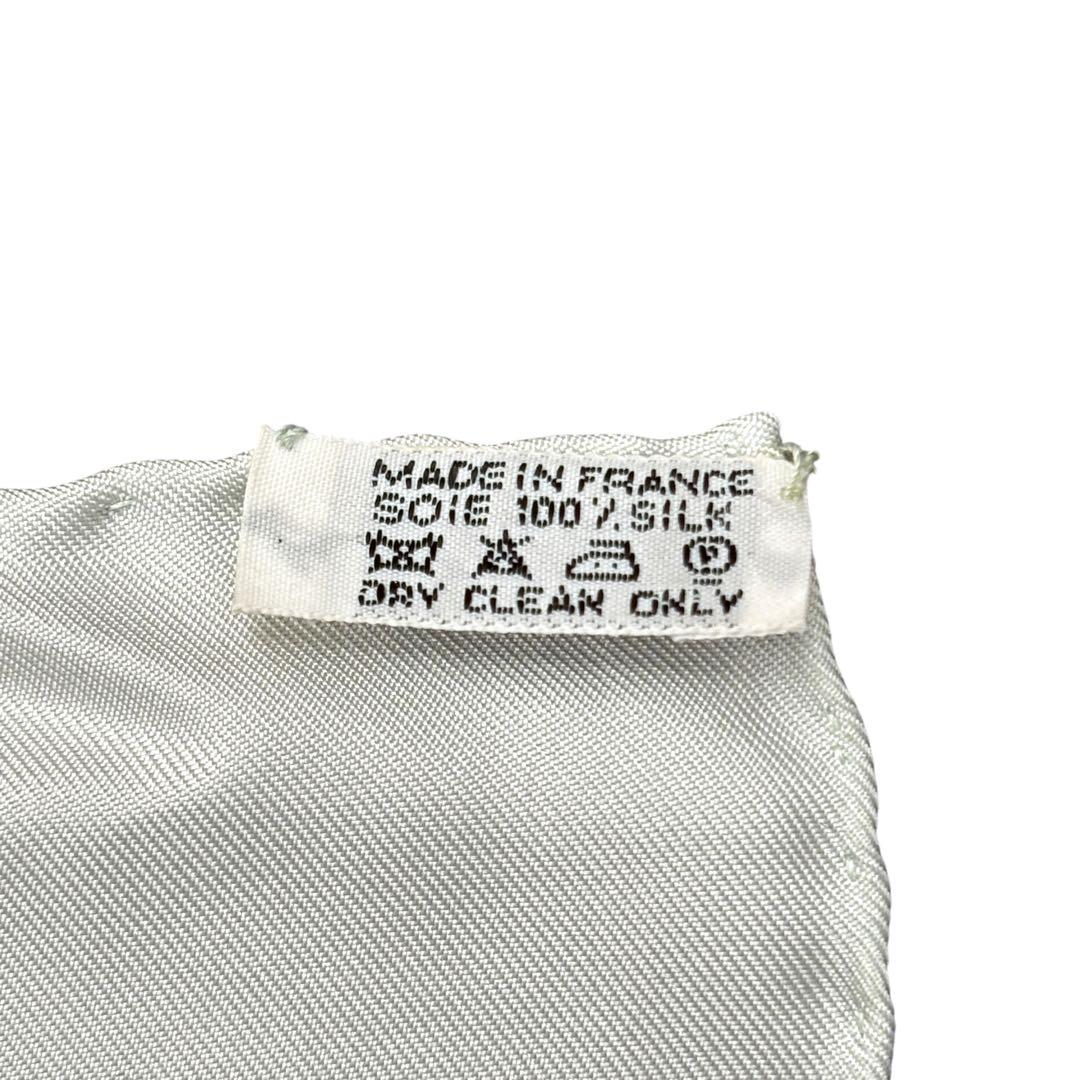 MADE IN FRANCE
SOIE 100% SILK
DRY CLEAN ONLY